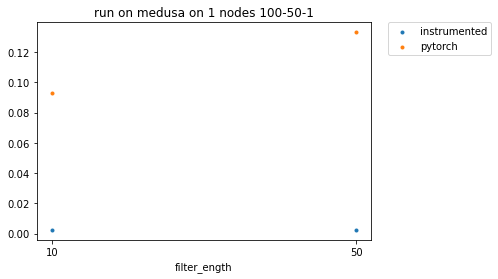 run on medusa on 1 nodes 100-50-1
instrumented
pytorch
0.12
0.10
0.08
0.06
0.04
0.02
0.00
10
50
filter_ength